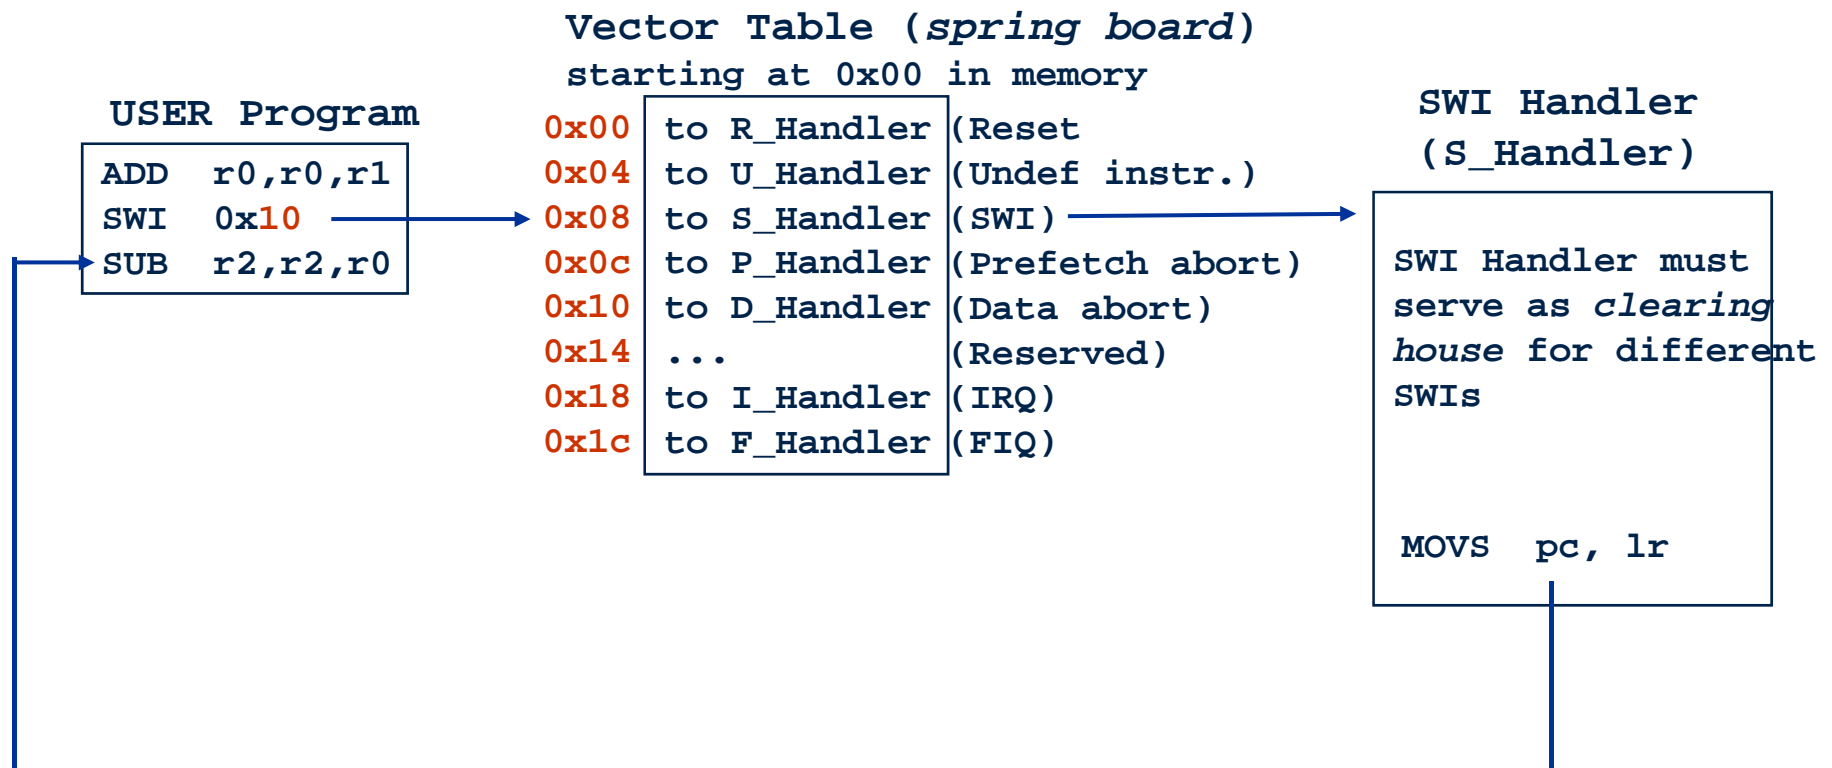 Vector Table (spring board)
starting at 0x00 in memory
USER Program
ADD r0,r0,r1
SWI 0x10
SUB r2,r2,r0
0x00 to R_Handler (Reset
0x04 to U_Handler (Undef instr.)
0x08 to S_Handler (SWI)
0x0c to P_Handler (Prefetch abort)
0x10 to D_Handler (Data abort)
0x14 ... (Reserved)
0x18 to I_Handler (IRQ)
0x1c to F_Handler (FIQ)
SWI Handler
(S_Handler)
SWI Handler must
serve as clearing
house for different
SWIs
MOVS pc, lr